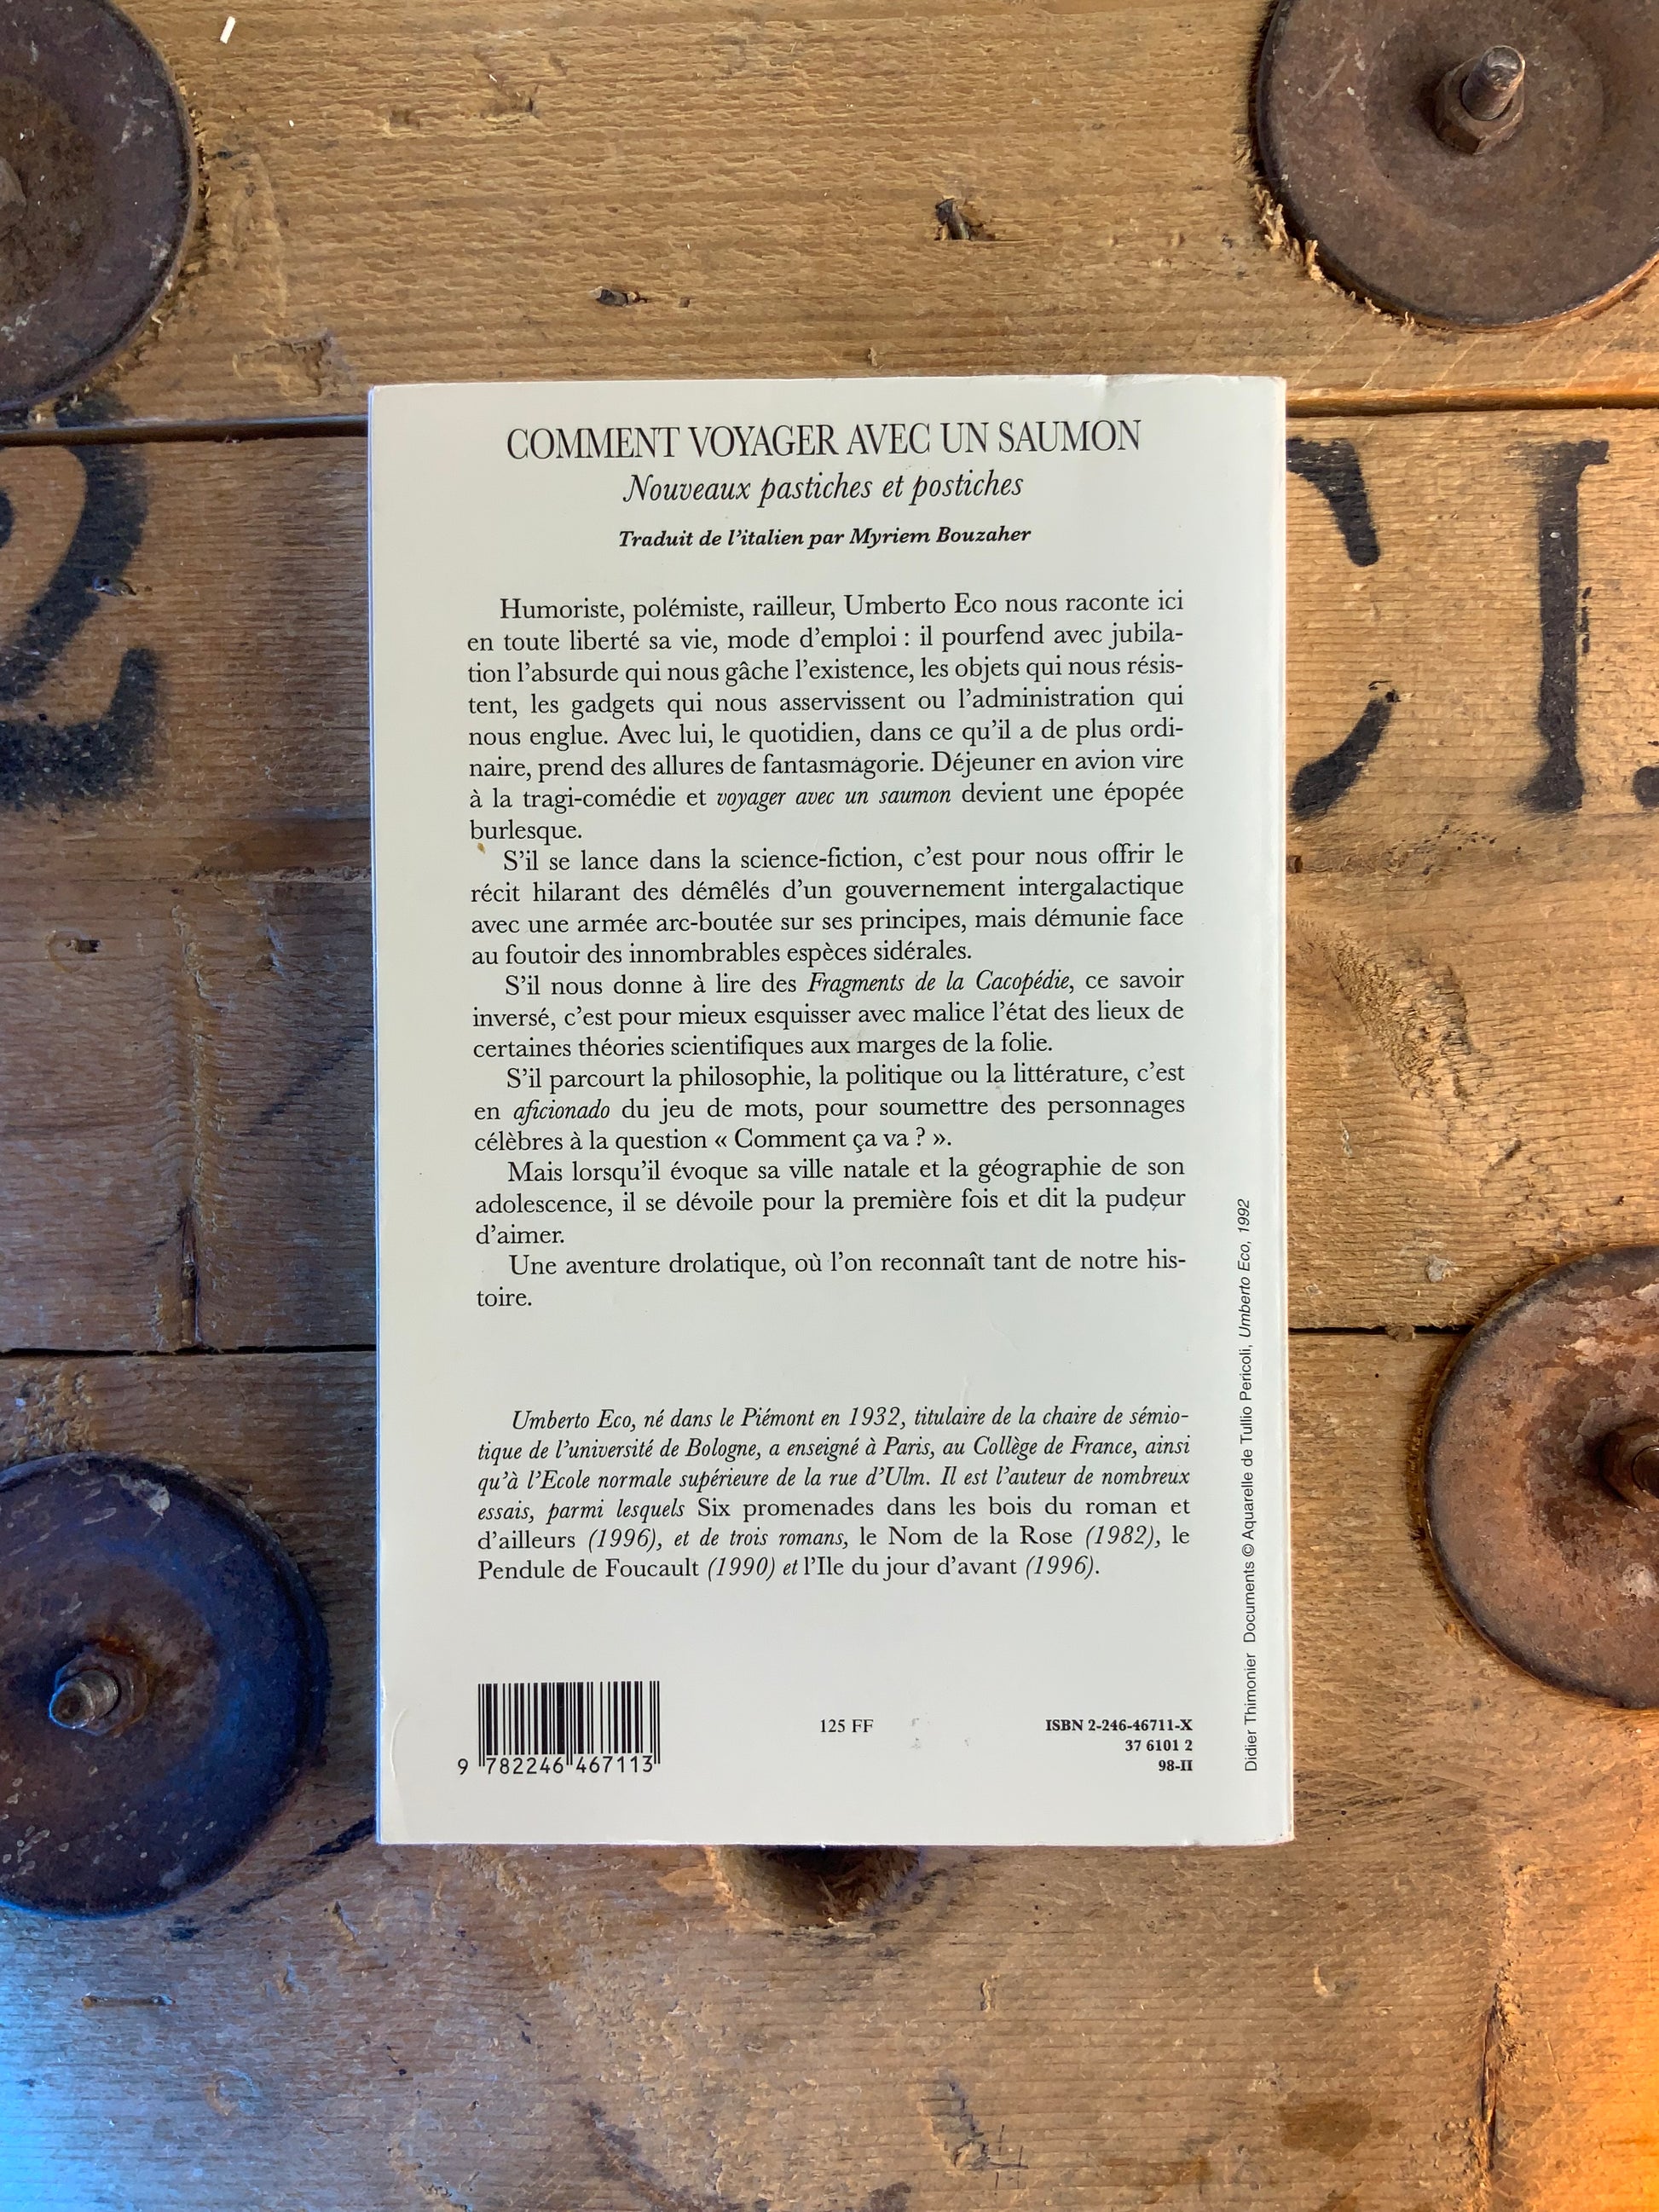 COMMENT VOYAGER AVEC UN SAUMON
Nouveaux pastiches et postiches
Traduit de l'italien par Myriem Bouzaher
Humoriste, polémiste, railleur, Umberto Eco nous raconte ici
en toute liberté sa vie, mode d'emploi : il pourfend avec jubila-
tion l'absurde qui nous gâche l'existence, les objets qui nous résis-
tent, les gadgets qui nous asservissent ou l'administration qui
nous englue. Avec lui, le quotidien, dans ce qu'il a de plus ordi-
naire, prend des allures de fantasmagorie. Déjeuner en avion vire
à la tragi-comédie et voyager avec un saumon devient une épopée
burlesque.
S'il se lance dans la science-fiction, c'est pour nous offrir le
récit hilarant des démêlés d'un gouvernement intergalactique
avec une armée arc-boutée sur ses principes, mais démunie face
au foutoir des innombrables espèces sidérales.
S'il nous donne à lire des Fragments de la Cacopédie, ce savoir
inversé, c'est pour mieux esquisser avec malice l'état des lieux de
certaines théories scientifiques aux marges de la folie.
S'il parcourt la philosophie, la politique ou la littérature, c'est
en aficionado du jeu de mots, pour soumettre des personnages
célèbres à la question « Comment ça va ? ».
Mais lorsqu'il évoque sa ville natale et la géographie de son
adolescence, il se dévoile pour la première fois et dit la pudeur
d'aimer.
Une aventure drolatique, où l'on reconnaît tant de notre his-
toire.
Umberto Eco, né dans le Piémont en 1932, titulaire de la chaire de sémio-
tique de l'université de Bologne, a enseigné à Paris, au Collège de France, ainsi
qu'à l'Ecole normale supérieure de la rue d'Ulm. Il est l'auteur de nombreux
essais, parmi lesquels Six promenades dans les bois du roman et
d'ailleurs (1996), et de trois romans, le Nom de la Rose (1982), le
Pendule de Foucault (1990) et l'Ile du jour d'avant (1996).
9 782246 467113
125 FF
ISBN 2-246-46711-X
37 6101 2
98-II
Didier Thimonier Documents © Aquarelle de Tullio Pericoli, Umberto Eco, 1992